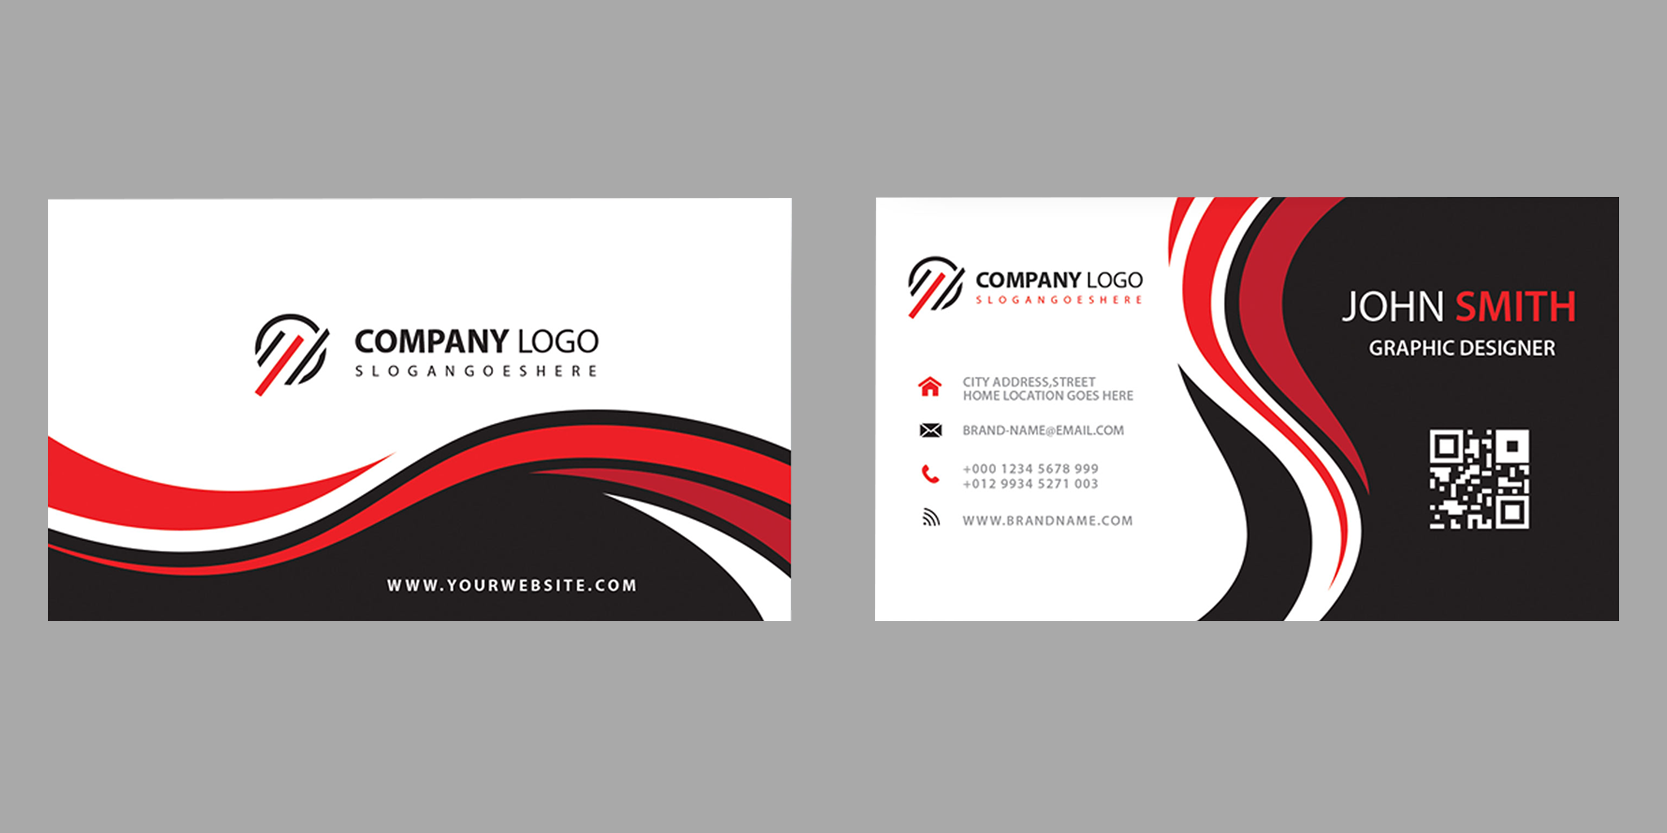 COMPANY LOGO
SLOGANGOESHERE
WWW.YOURWEBSITE.COM
COMPANY LOGO
SLOGANGOESHERE
CITY ADDRESS,STREET
HOME LOCATION GOES HERE
BRAND-NAME@EMAIL.COM
+000 1234 5678 999
+012 9934 5271 003
WWW.BRANDNAME.COM
JOHN SMITH
GRAPHIC DESIGNER